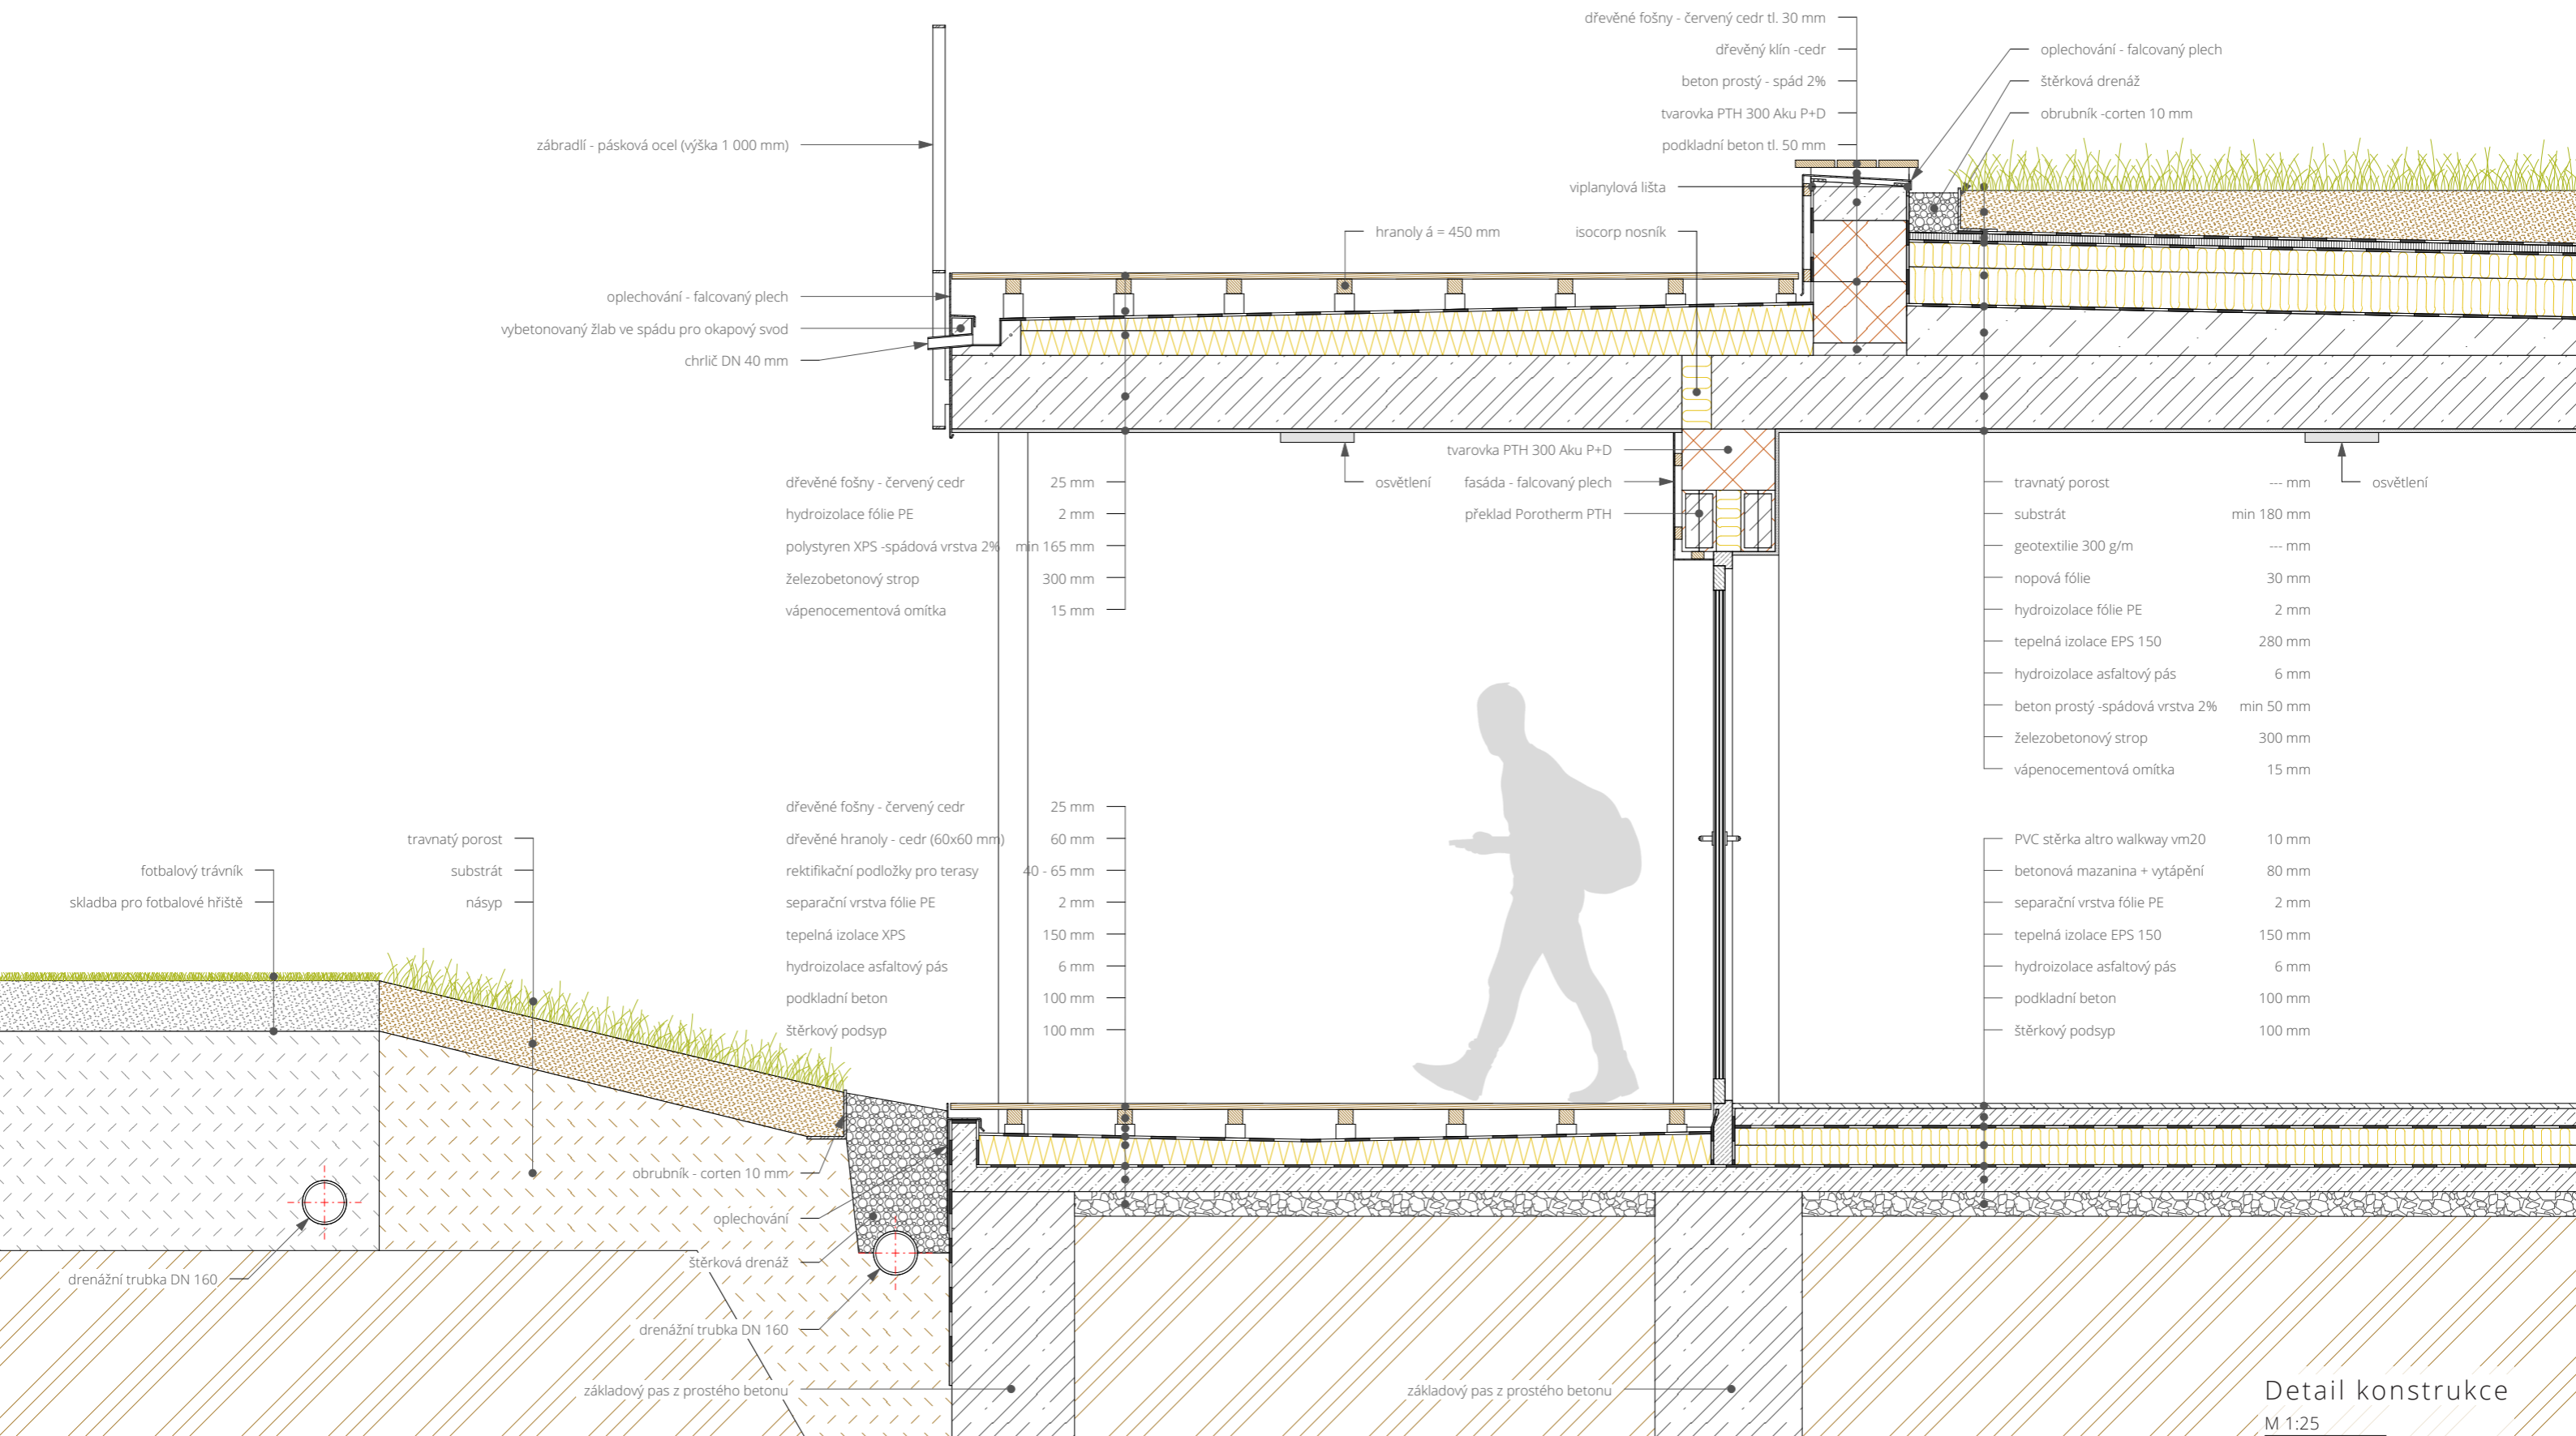 dřevěné fošny - červený cedr tl. 30 mm
dřevěný klín -cedr
beton prostý - spád 2%
tvarovka PTH 300 Aku P+D
podkladní beton tl. 50 mm
oplechování - falcovaný plech
štěrková drenáž
obrubník -corten 10 mm
zábradlí - pásková ocel (výška 1 000 mm)
viplanylová lišta
hranoly á = 450 mm
isocorp nosník
oplechování - falcovaný plech
vybetonovaný žlab ve spádu pro okapový svod
chrlič DN 40 mm
tvarovka PTH 300 Aku P+D
osvětlení
fasáda - falcovaný plech
překlad Porotherm PTH
osvětlení
dřevěné fošny - červený cedr 25 mm
hydroizolace fólie PE 2 mm
polystyren XPS -spádová vrstva 2% min 165 mm
železobetonový strop 300 mm
vápenocementová omítka 15 mm
travnatý porost --- mm
substrát min 180 mm
geotextilie 300 g/m --- mm
nopová fólie 30 mm
hydroizolace fólie PE 2 mm
tepelná izolace EPS 150 280 mm
hydroizolace asfaltový pás 6 mm
beton prostý -spádová vrstva 2% min 50 mm
železobetonový strop 300 mm
vápenocementová omítka 15 mm
fotbalový trávník
skladba pro fotbalové hřiště
travnatý porost
substrát
násyp
dřevěné fošny - červený cedr 25 mm
dřevěné hranoly - cedr (60x60 mm) 60 mm
rektifikační podložky pro terasy 40 - 65 mm
separační vrstva fólie PE 2 mm
tepelná izolace XPS 150 mm
hydroizolace asfaltový pás 6 mm
podkladní beton 100 mm
štěrkový podsyp 100 mm
PVC stěrka altro walkway vm20 10 mm
betonová mazanina + vytápění 80 mm
separační vrstva fólie PE 2 mm
tepelná izolace EPS 150 150 mm
hydroizolace asfaltový pás 6 mm
podkladní beton 100 mm
štěrkový podsyp 100 mm
obrubník - corten 10 mm
oplechování
štěrková drenáž
drenážní trubka DN 160
drenážní trubka DN 160
základový pas z prostého betonu
základový pas z prostého betonu
Detail konstrukce
M 1:25